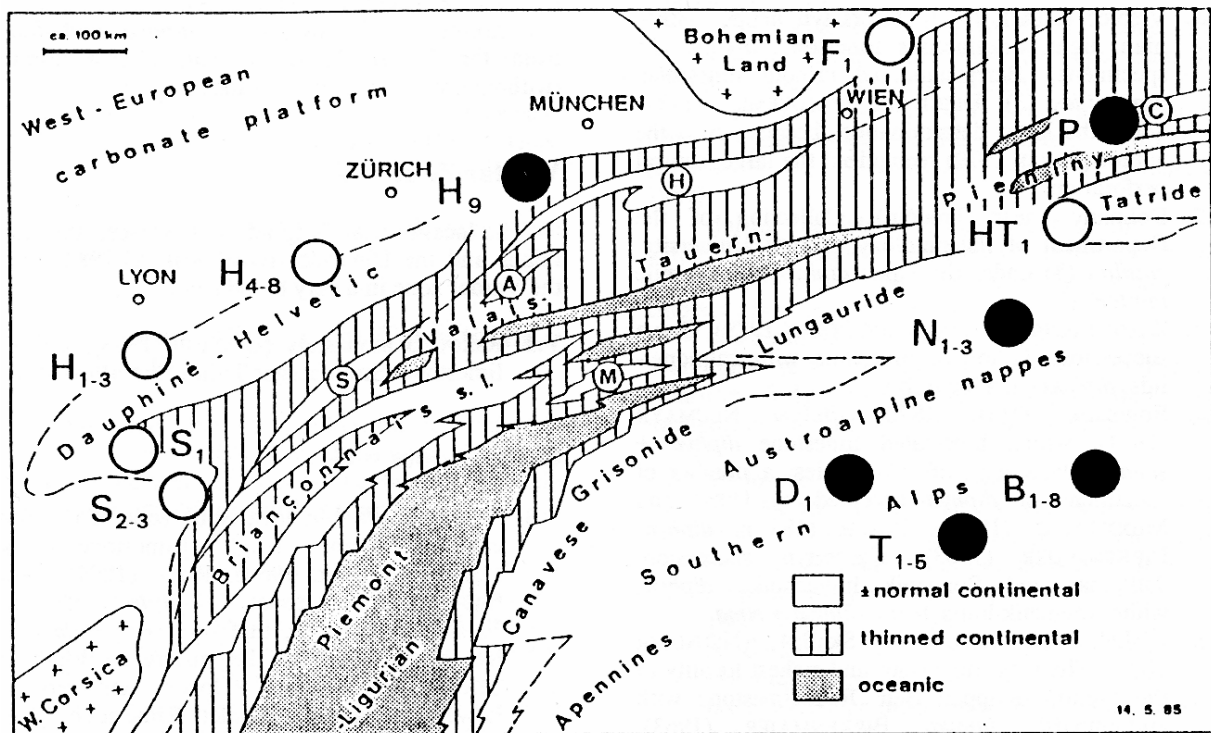 ca. 100 km
West-European
carbonate platform
Bohemian
Land
F1
WIEN
MÜNCHEN
ZÜRICH
LYON
P
C
H9
H
Pieniny
Tatride
HT1
H4-8
Tauern-
A
Valais-
Dauphiné-Helvetic
H1-3
S
M
Lungauride
N1-3
Briançonnais s.l.
S1
S2-3
Grisonide
Austroalpine nappes
D1
B1-8
Southern Alps
T1-5
Piemont
-Ligurian
Canavese
Apennines
W. Corsica
±normal continental
thinned continental
oceanic
14. 5. 85